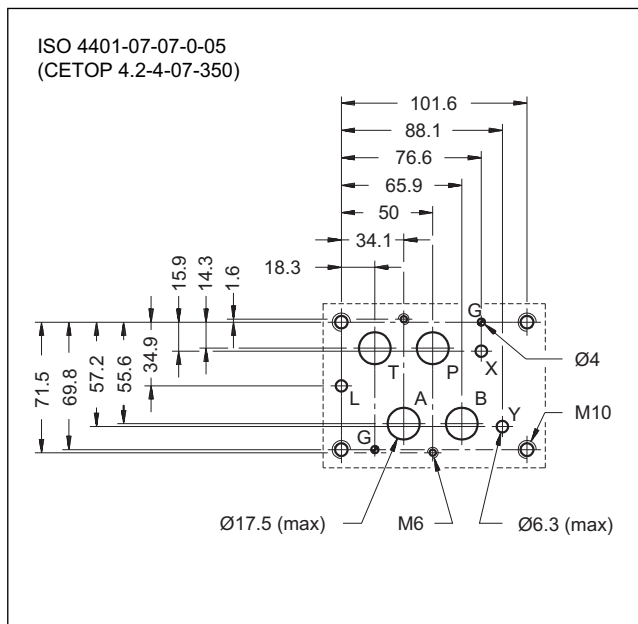 ISO 4401-07-07-0-05
(CETOP 4.2-4-07-350)
101.6
88.1
76.6
65.9
50
34.1
18.3
15.9
14.3
1.6
71.5
69.8
57.2
55.6
34.9
G
Ø4
T
P
X
L
A
B
Y
M10
G
Ø17.5 (max)
M6
Ø6.3 (max)